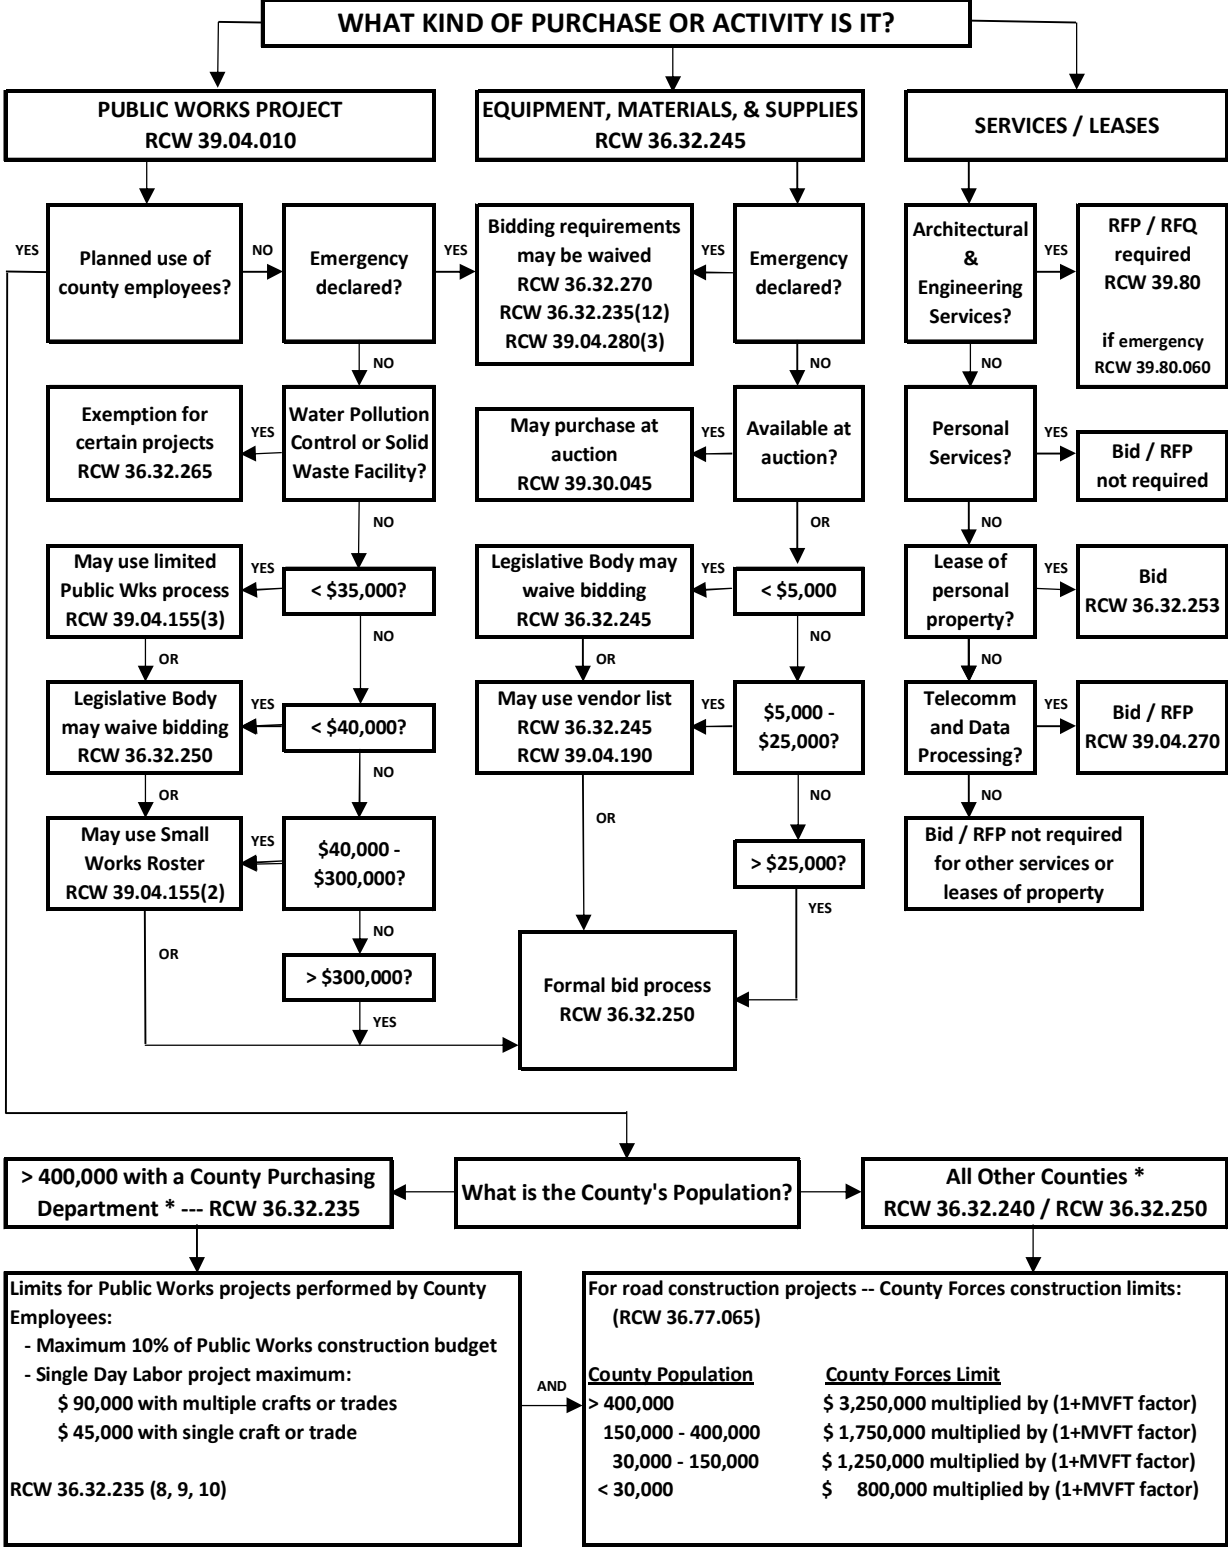 WHAT KIND OF PURCHASE OR ACTIVITY IS IT?
PUBLIC WORKS PROJECT
RCW 39.04.010
EQUIPMENT, MATERIALS, & SUPPLIES
RCW 36.32.245
SERVICES / LEASES
YES
Planned use of
county employees?
NO
Emergency
declared?
YES
Bidding requirements
may be waived
RCW 36.32.270
RCW 36.32.235(12)
RCW 39.04.280(3)
YES
Emergency
declared?
Architectural
&
Engineering
Services?
YES
RFP / RFQ
required
RCW 39.80
if emergency
RCW 39.80.060
NO
NO
NO
Exemption for
certain projects
RCW 36.32.265
YES
Water Pollution
Control or Solid
Waste Facility?
May purchase at
auction
RCW 39.30.045
YES
Available at
auction?
Personal
Services?
YES
Bid / RFP
not required
NO
OR
NO
May use limited
Public Wks process
RCW 39.04.155(3)
YES
< $35,000?
Legislative Body may
waive bidding
RCW 36.32.245
YES
< $5,000
Lease of
personal
property?
YES
Bid
RCW 36.32.253
OR
NO
OR
NO
NO
Legislative Body
may waive bidding
RCW 36.32.250
YES
< $40,000?
May use vendor list
RCW 36.32.245
RCW 39.04.190
YES
$5,000 -
$25,000?
Telecomm
and Data
Processing?
YES
Bid / RFP
RCW 39.04.270
OR
NO
OR
NO
NO
May use Small
Works Roster
RCW 39.04.155(2)
YES
$40,000 -
$300,000?
> $25,000?
Bid / RFP not required
for other services or
leases of property
OR
NO
YES
> $300,000?
YES
Formal bid process
RCW 36.32.250
> 400,000 with a County Purchasing
Department * --- RCW 36.32.235
What is the County's Population?
All Other Counties *
RCW 36.32.240 / RCW 36.32.250
Limits for Public Works projects performed by County
Employees:
- Maximum 10% of Public Works construction budget
- Single Day Labor project maximum:
$ 90,000 with multiple crafts or trades
$ 45,000 with single craft or trade
RCW 36.32.235 (8, 9, 10)
AND
For road construction projects -- County Forces construction limits:
(RCW 36.77.065)
County Population County Forces Limit
> 400,000 $ 3,250,000 multiplied by (1+MVFT factor)
150,000 - 400,000 $ 1,750,000 multiplied by (1+MVFT factor)
30,000 - 150,000 $ 1,250,000 multiplied by (1+MVFT factor)
< 30,000 $ 800,000 multiplied by (1+MVFT factor)